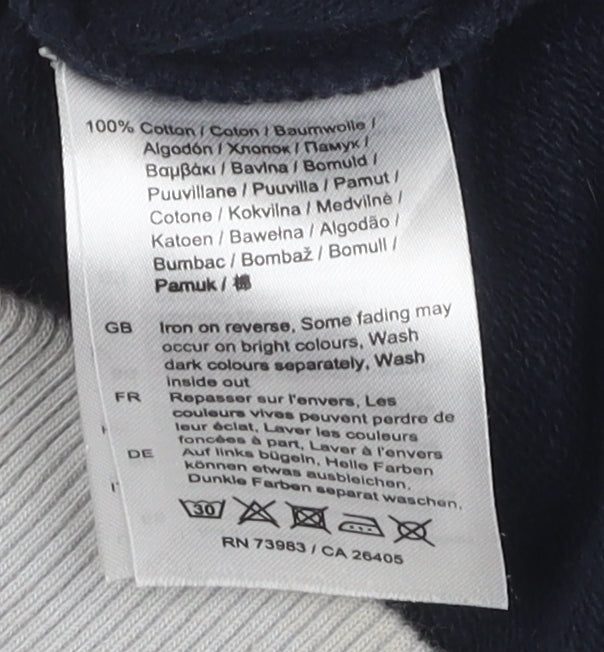 100% Cotton / Coton / Baumwolle /
Algodón / Хлопок / Памук /
Βαμβάκι / Bavlna / Bomuld /
Puuvillane / Puuvilla / Pamut /
Cotone / Kokvilna / Medvilnė /
Katoen / Bawełna / Algodão /
Bumbac / Bombaž / Bomull /
Pamuk / 棉
GB Iron on reverse, Some fading may
occur on bright colours, Wash
dark colours separately, Wash
inside out
FR Repasser sur l'envers, Les
couleurs vives peuvent perdre de
leur éclat, Laver les couleurs
foncées à part, Laver à l'envers
DE Auf links bügeln, Helle Farben
können etwas ausbleichen,
Dunkle Farben separat waschen,
30
RN 73983 / CA 26405